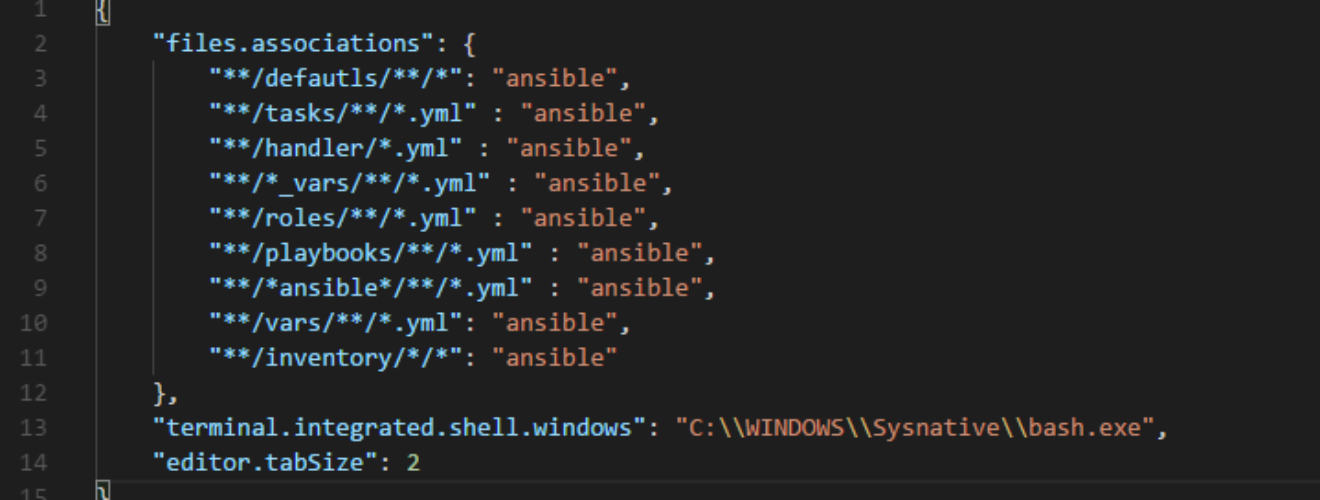 1 {
2 "files.associations": {
3 "**/defautls/**/*": "ansible",
4 "**/tasks/**/*.yml" : "ansible",
5 "**/handler/*.yml" : "ansible",
6 "**/*_vars/**/*.yml" : "ansible",
7 "**/roles/**/*.yml" : "ansible",
8 "**/playbooks/**/*.yml" : "ansible",
9 "**/*ansible*/**/*.yml" : "ansible",
10 "**/vars/**/*.yml": "ansible",
11 "**/inventory/*/*": "ansible"
12 },
13 "terminal.integrated.shell.windows": "C:\\WINDOWS\\Sysnative\\bash.exe",
14 "editor.tabSize": 2
15 }